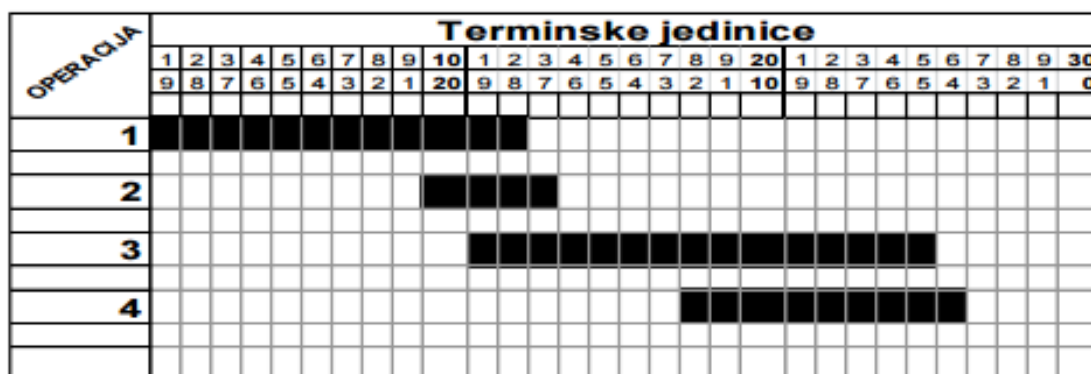 OPERACIJA
Terminske jedinice
1 2 3 4 5 6 7 8 9 10 1 2 3 4 5 6 7 8 9 20 1 2 3 4 5 6 7 8 9 30
9 8 7 6 5 4 3 2 1 20 9 8 7 6 5 4 3 2 1 10 9 8 7 6 5 4 3 2 1 0
1
2
3
4